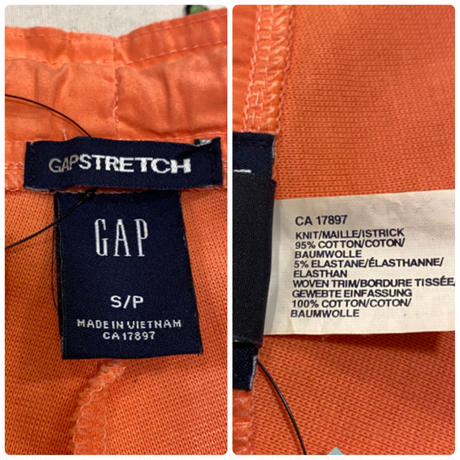 GAPSTRETCH
GAP
S/P
MADE IN VIETNAM
CA 17897
CA 17897
KNIT/MAILLE/ISTRICK
95% COTTON/COTON/
BAUMWOLLE
5% ELASTANE/ÉLASTHANNE/
ELASTHAN
WOVEN TRIM/BORDURE TISSÉE/
GEWEBTE EINFASSUNG
100% COTTON/COTON/
BAUMWOLLE